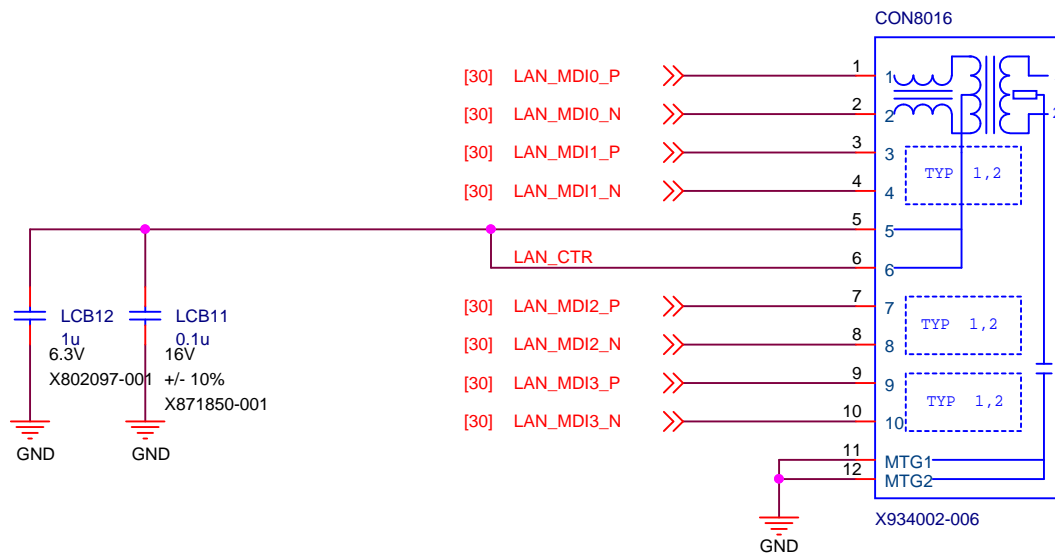 CON8016
[30] LAN_MDI0_P 1 1
[30] LAN_MDI0_N 2 2
[30] LAN_MDI1_P 3 3
TYP 1,2
[30] LAN_MDI1_N 4 4
5 5
LAN_CTR 6 6
[30] LAN_MDI2_P 7 7
LCB12 LCB11
TYP 1,2
1u 0.1u
[30] LAN_MDI2_N 8 8
6.3V 16V
X802097-001 +/- 10%
[30] LAN_MDI3_P 9 9
X871850-001
TYP 1,2
[30] LAN_MDI3_N 10 10
GND GND
11 MTG1
12 MTG2
X934002-006
GND